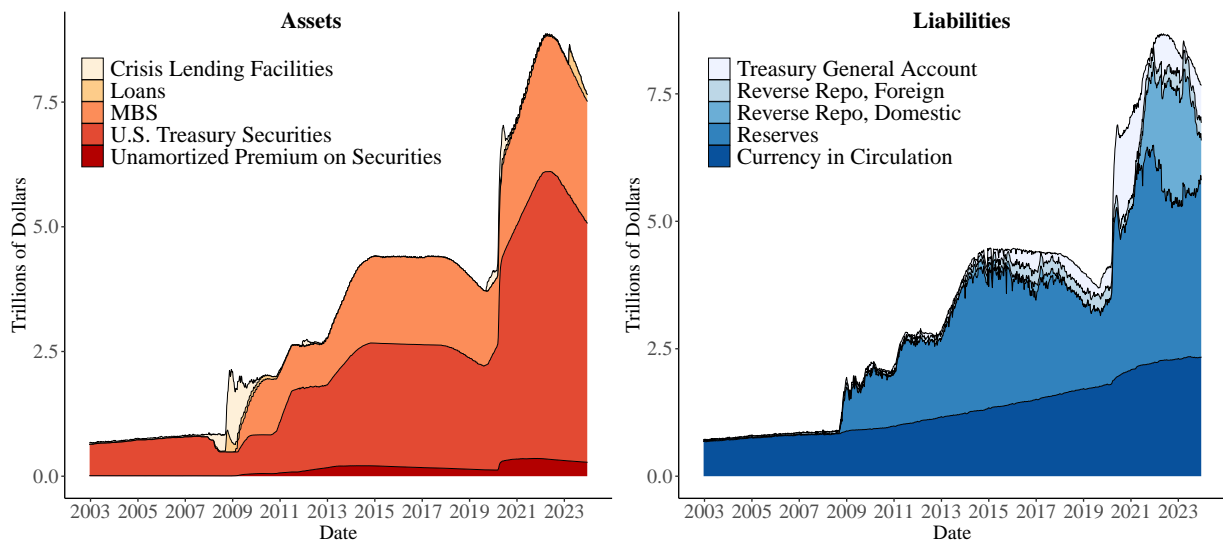 Assets
Crisis Lending Facilities
Loans
MBS
U.S. Treasury Securities
Unamortized Premium on Securities
Trillions of Dollars
7.5
5.0
2.5
0.0
2003 2005 2007 2009 2011 2013 2015 2017 2019 2021 2023
Date
Liabilities
Treasury General Account
Reverse Repo, Foreign
Reverse Repo, Domestic
Reserves
Currency in Circulation
Trillions of Dollars
7.5
5.0
2.5
0.0
2003 2005 2007 2009 2011 2013 2015 2017 2019 2021 2023
Date